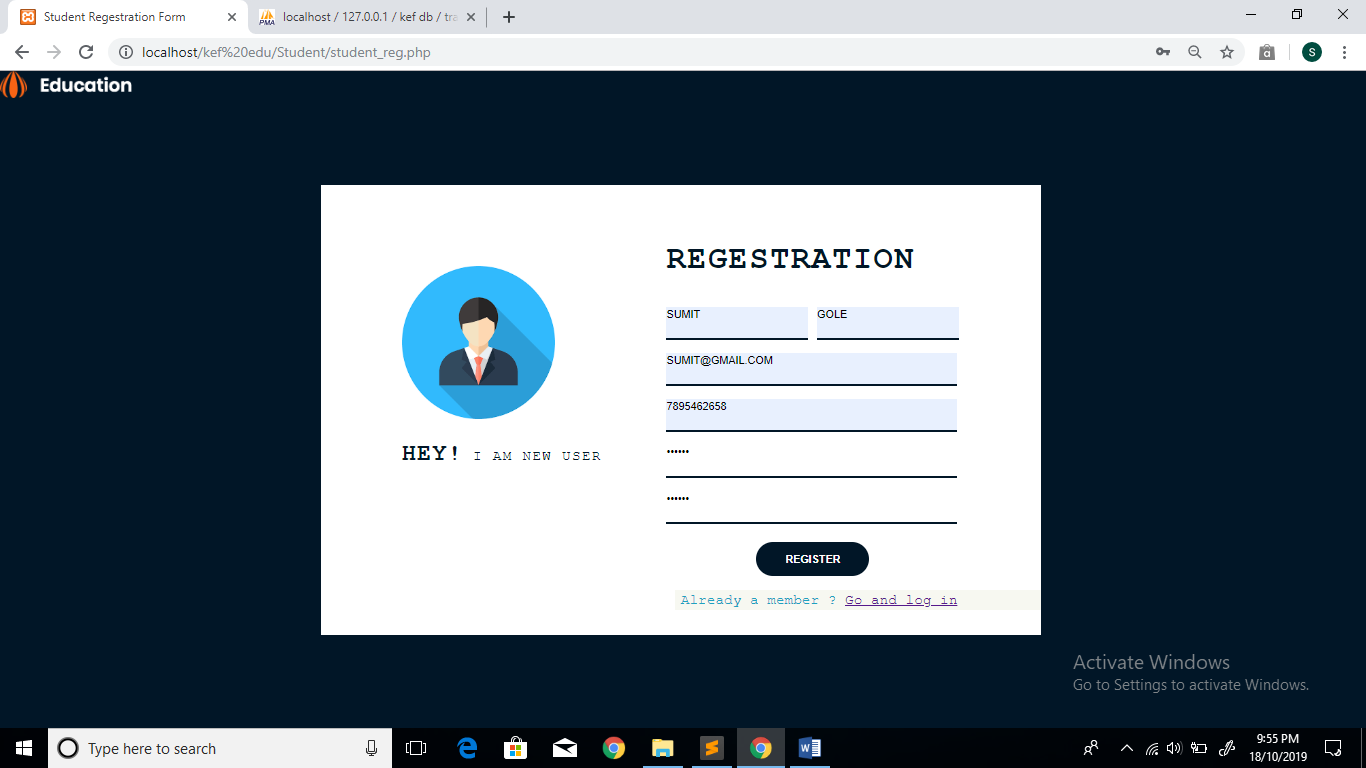 Student Regestration Form
localhost / 127.0.0.1 / kef db / tra
localhost/kef%20edu/Student/student_reg.php
S
Education
REGESTRATION
SUMIT GOLE
SUMIT@GMAIL.COM
7895462658
••••••
••••••
HEY! I AM NEW USER
REGISTER
Already a member ? Go and log in
Activate Windows
Go to Settings to activate Windows.
Type here to search
9:55 PM
18/10/2019